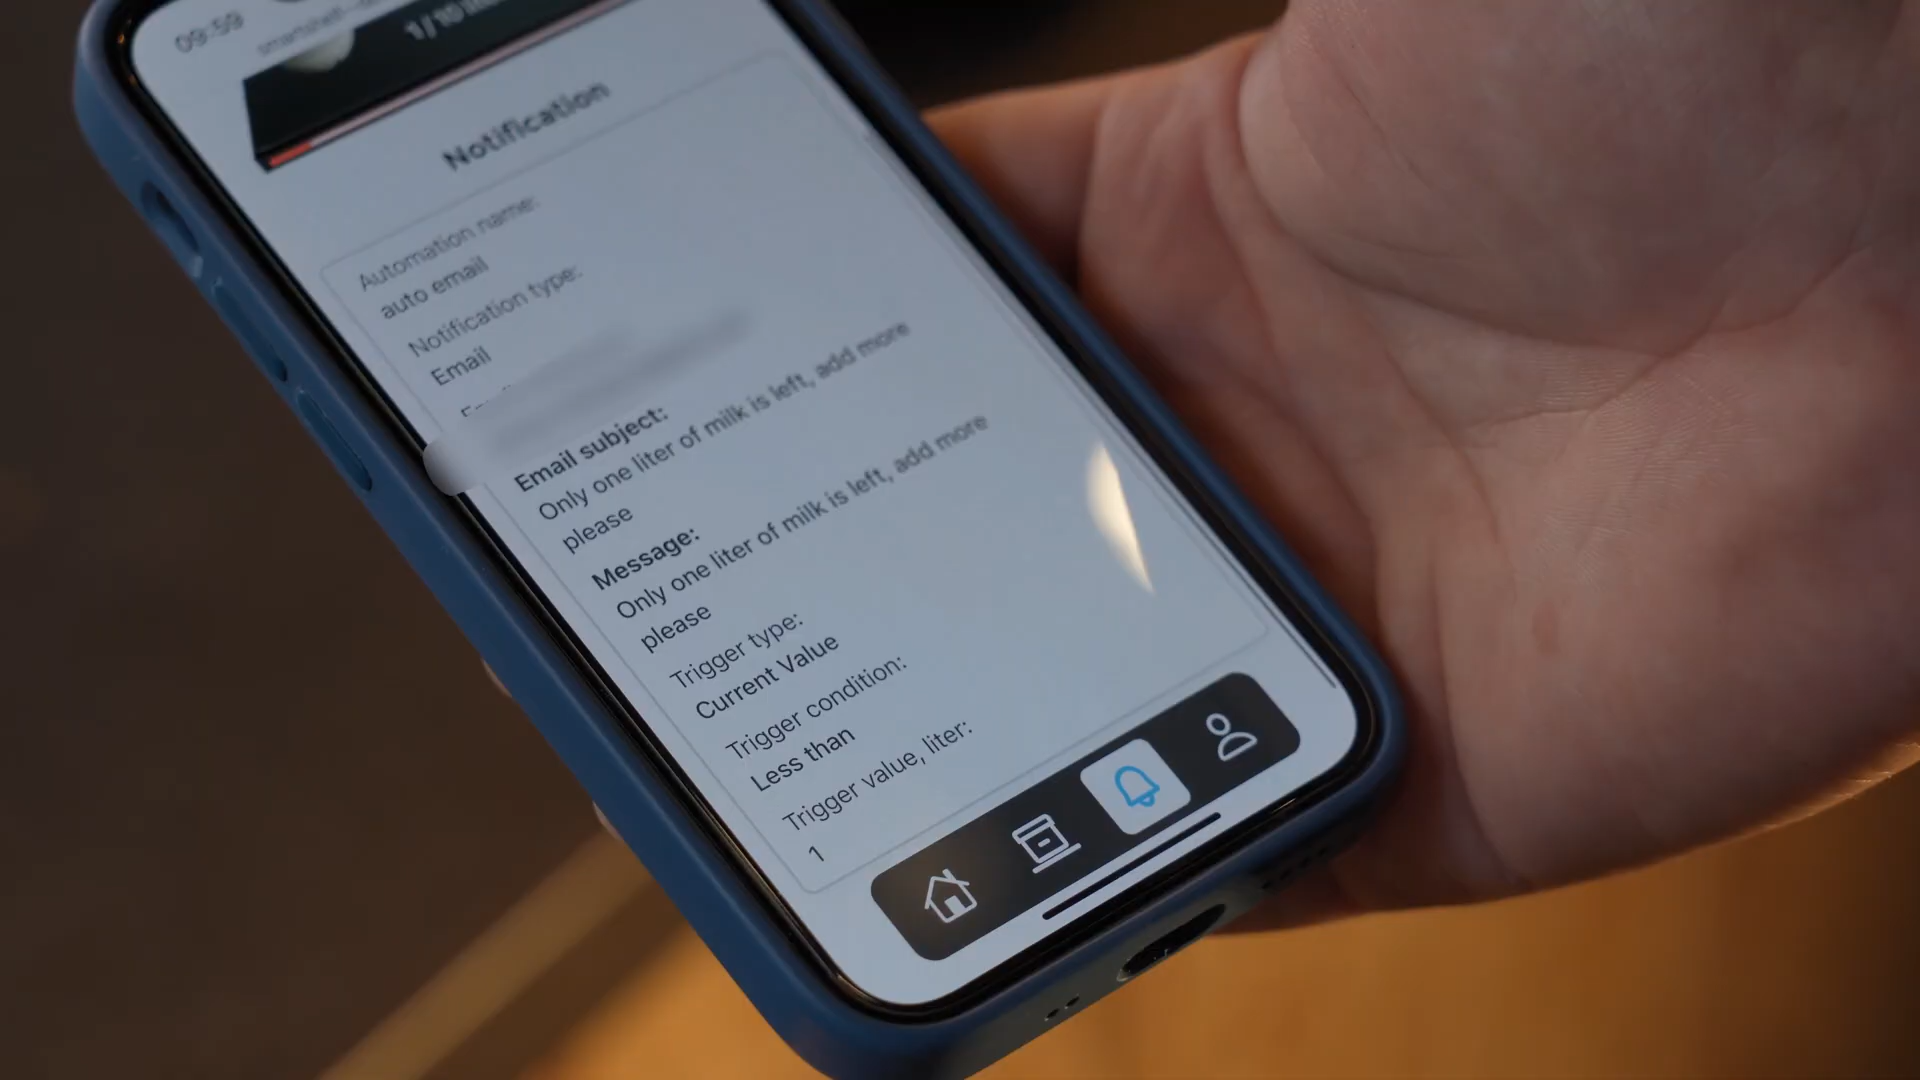 09:59
1/10
Notification
Automation name:
auto email
Notification type:
Email
Email subject:
Only one liter of milk is left, add more
please
Message:
Only one liter of milk is left, add more
please
Trigger type:
Current Value
Trigger condition:
Less than
Trigger value, liter:
1